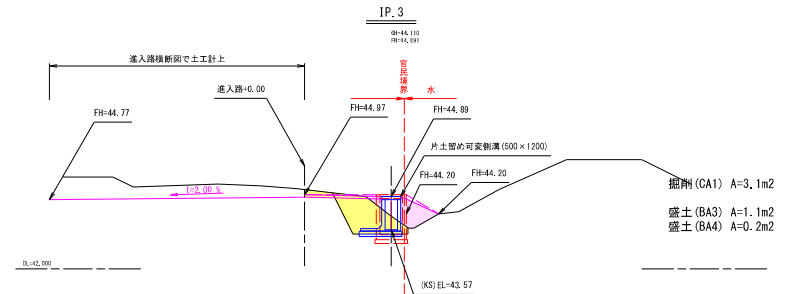 IP.3
GH=44.110
FH=44.891
進入路横断図で土工計上
官民境界
水
進入路+0.00
FH=44.77
FH=44.97
FH=44.89
片土留め可変側溝(500×1200)
FH=44.20
FH=44.20
i=2.00 %
掘削(CA1) A=3.1m2
盛土(BA3) A=1.1m2
盛土(BA4) A=0.2m2
DL=42.000
(KS)EL=43.57